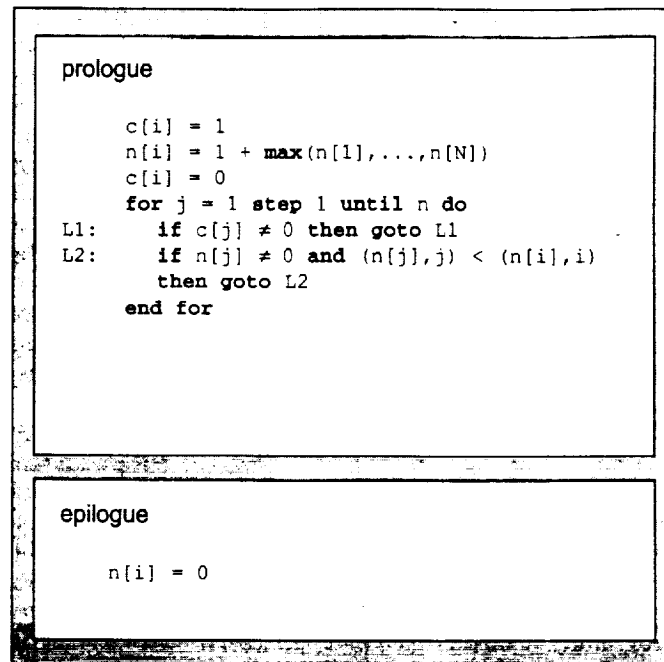 prologue
c[i] = 1
n[i] = 1 + max(n[1],...,n[N])
c[i] = 0
for j = 1 step 1 until n do
L1: if c[j] ≠ 0 then goto L1
L2: if n[j] ≠ 0 and (n[j],j) < (n[i],i)
then goto L2
end for
epilogue
n[i] = 0